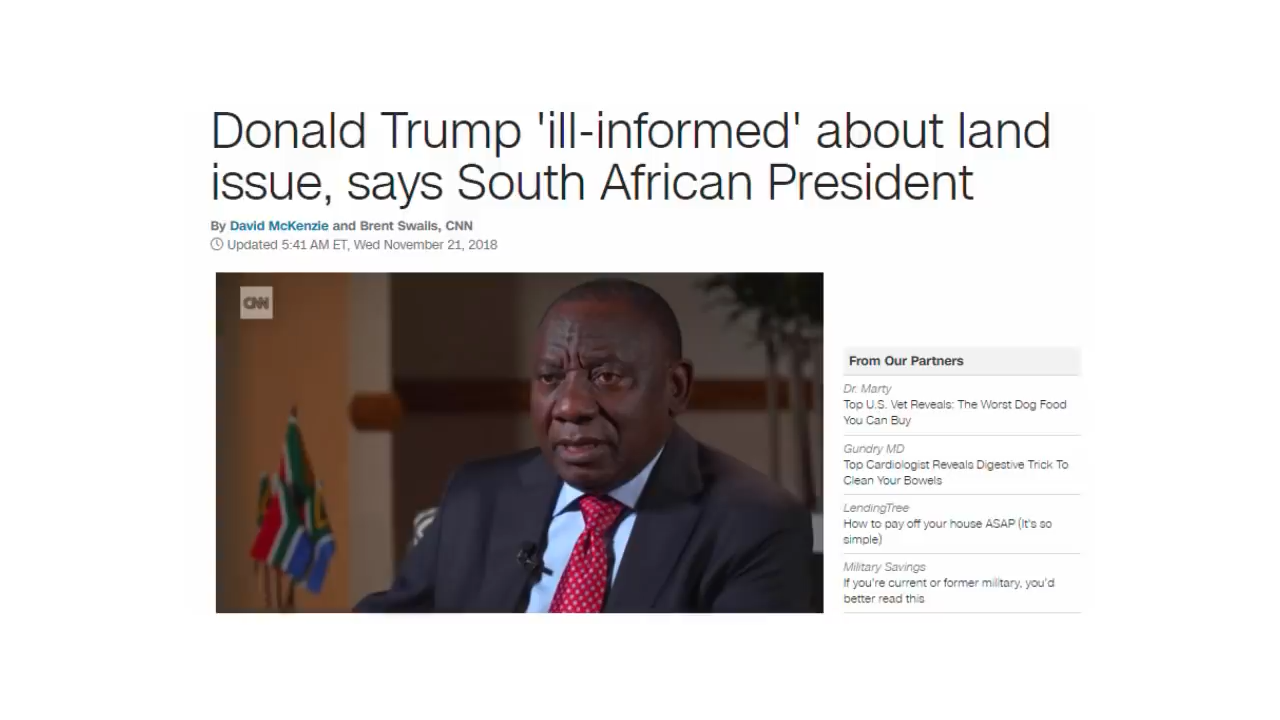 Donald Trump 'ill-informed' about land
issue, says South African President
By David McKenzie and Brent Swails, CNN
Updated 5:41 AM ET, Wed November 21, 2018
CNN
From Our Partners
Dr. Marty
Top U.S. Vet Reveals: The Worst Dog Food
You Can Buy
Gundry MD
Top Cardiologist Reveals Digestive Trick To
Clean Your Bowels
LendingTree
How to pay off your house ASAP (It's so
simple)
Military Savings
If you're current or former military, you'd
better read this